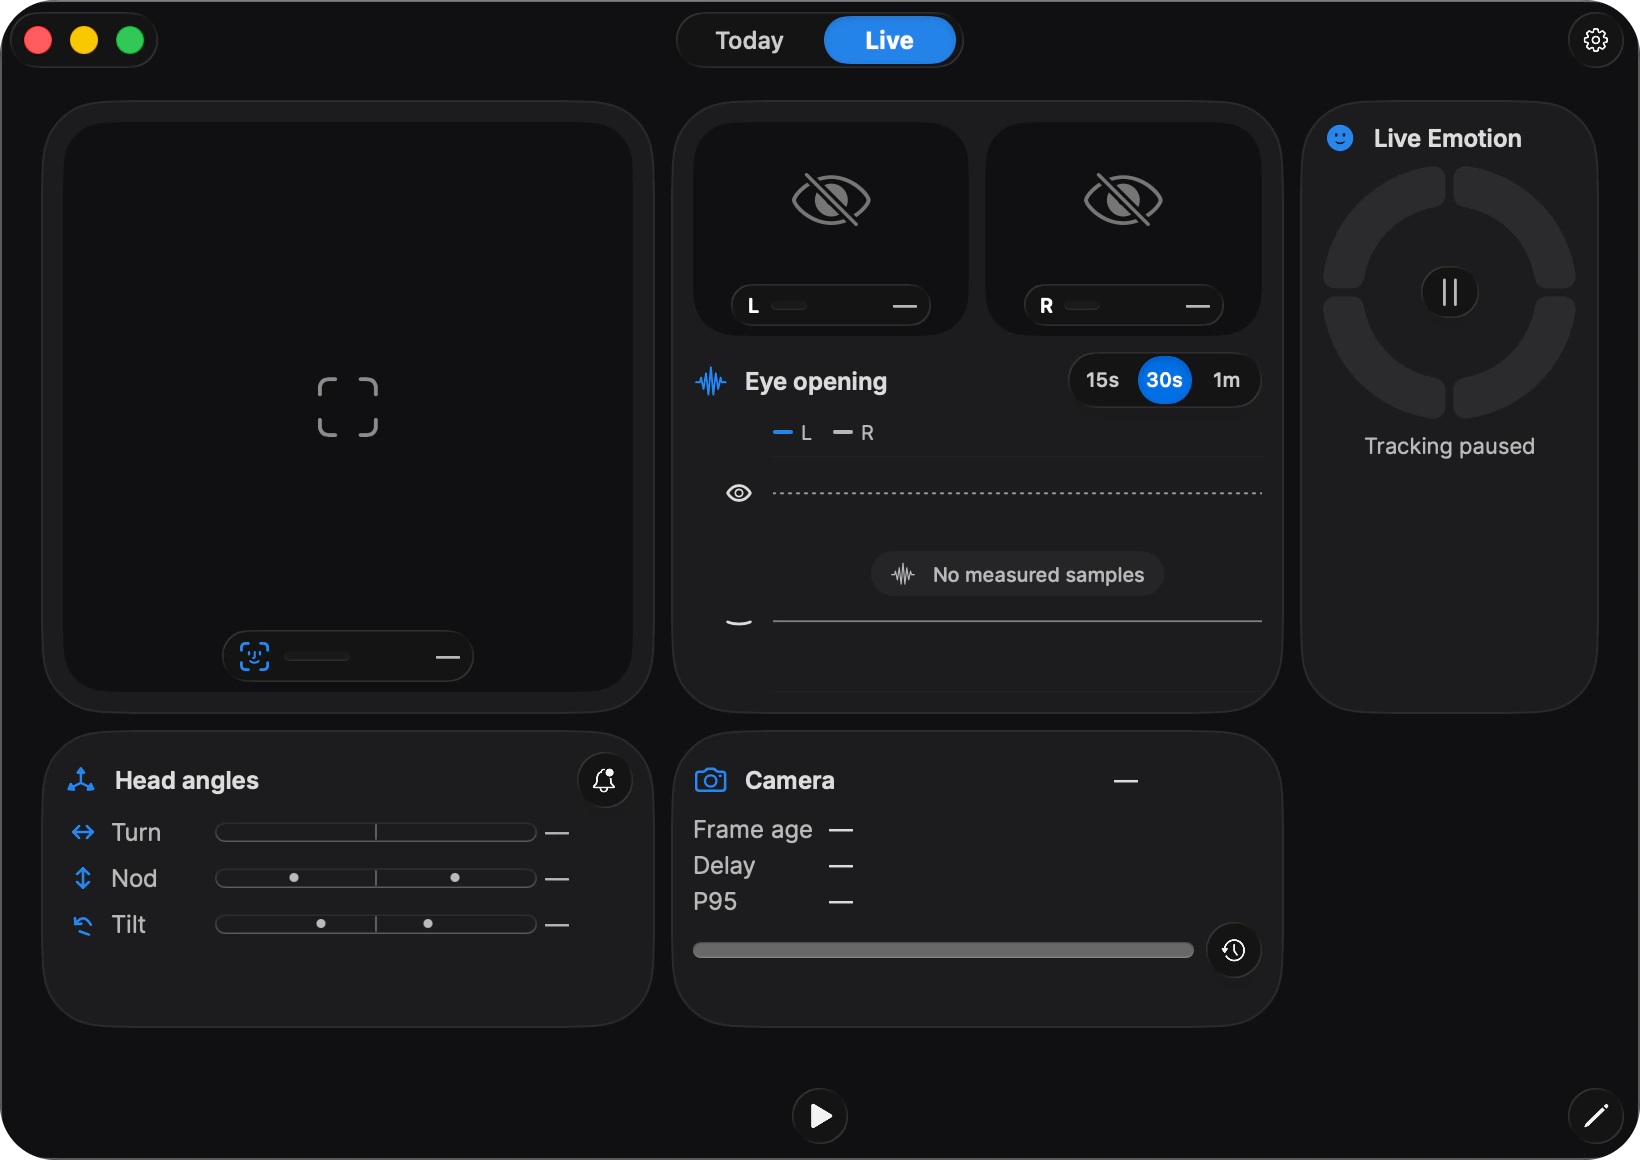 Today
Live
L —
R —
Eye opening
15s 30s 1m
L R
No measured samples
—
Live Emotion
Tracking paused
Head angles
Turn —
Nod —
Tilt —
Camera —
Frame age —
Delay —
P95 —